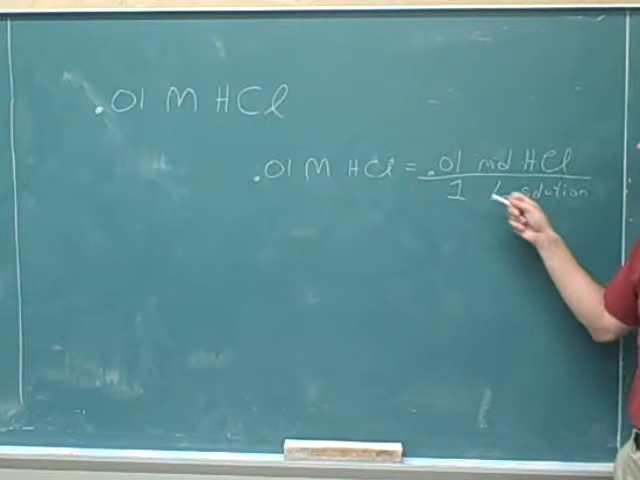 .01 M HCl
.01 M HCl = .01 mol HCl
1 L solution